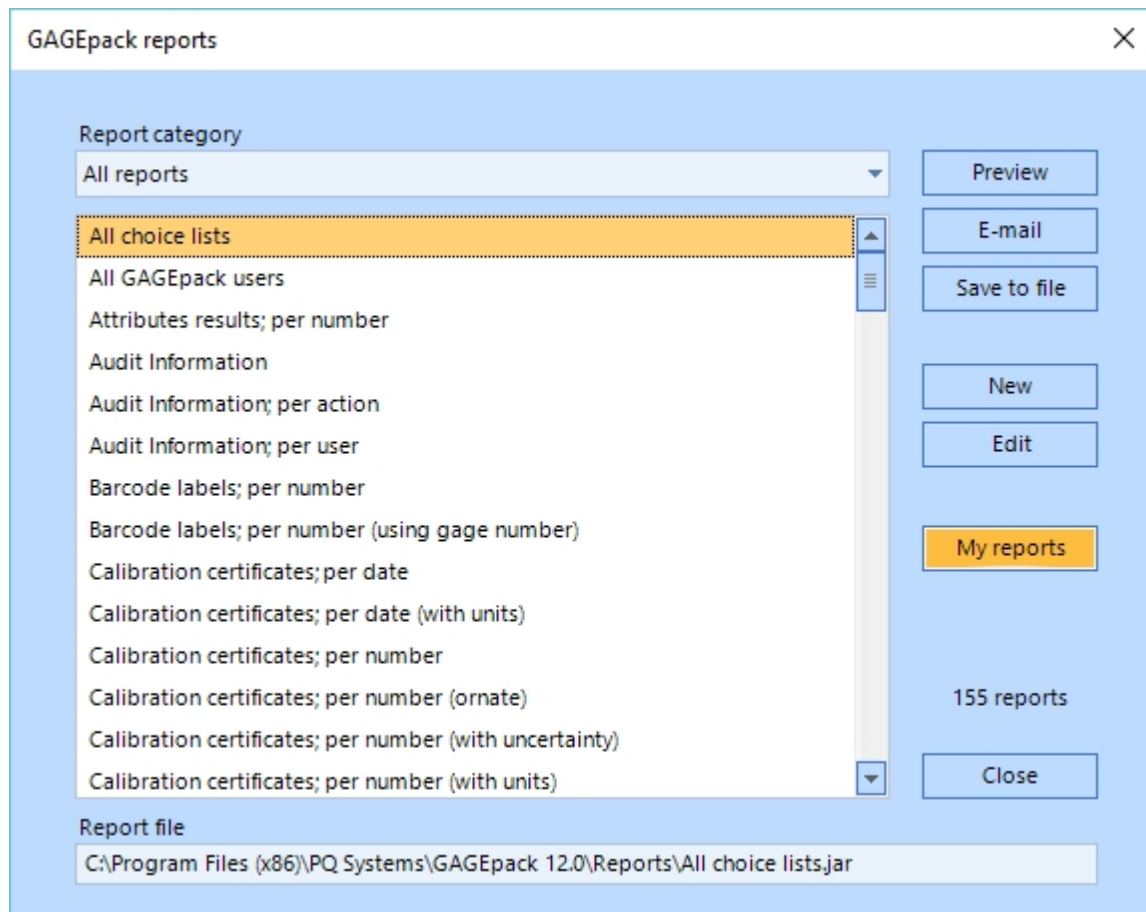 GAGEpack reports
Report category
All reports
Preview
E-mail
Save to file
New
Edit
My reports
155 reports
Close
All choice lists
All GAGEpack users
Attributes results; per number
Audit Information
Audit Information; per action
Audit Information; per user
Barcode labels; per number
Barcode labels; per number (using gage number)
Calibration certificates; per date
Calibration certificates; per date (with units)
Calibration certificates; per number
Calibration certificates; per number (ornate)
Calibration certificates; per number (with uncertainty)
Calibration certificates; per number (with units)
Report file
C:\Program Files (x86)\PQ Systems\GAGEpack 12.0\Reports\All choice lists.jar